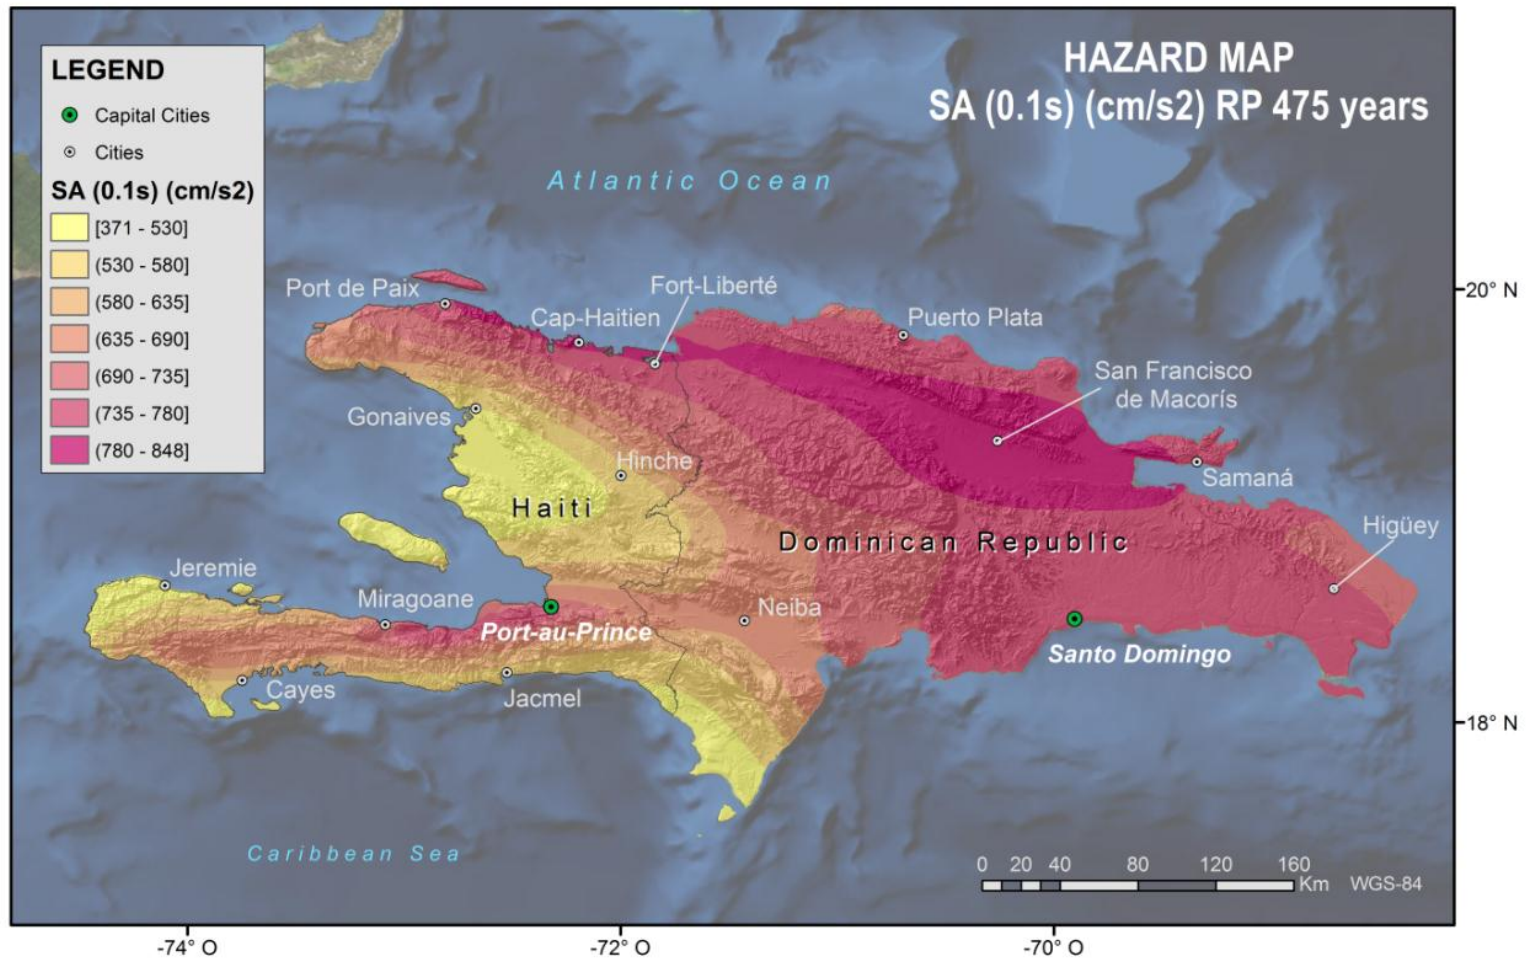 HAZARD MAP
SA (0.1s) (cm/s2) RP 475 years
LEGEND
Capital Cities
Cities
SA (0.1s) (cm/s2)
[371 - 530]
(530 - 580]
(580 - 635]
(635 - 690]
(690 - 735]
(735 - 780]
(780 - 848]
Atlantic Ocean
Port de Paix
Fort-Liberté
Cap-Haitien
Puerto Plata
20° N
San Francisco
de Macorís
Gonaives
Hinche
Samaná
Haiti
Higüey
Dominican Republic
Jeremie
Miragoane
Neiba
Port-au-Prince
Santo Domingo
Cayes
Jacmel
18° N
Caribbean Sea
0 20 40 80 120 160
Km WGS-84
-74° O
-72° O
-70° O